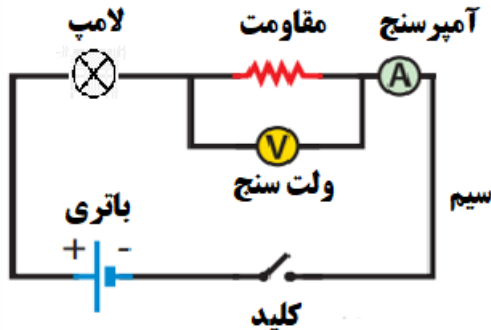 لامپ
مقاومت
آمپرسنج
A
V
ولت سنج
سیم
باتری
+ -
کلید